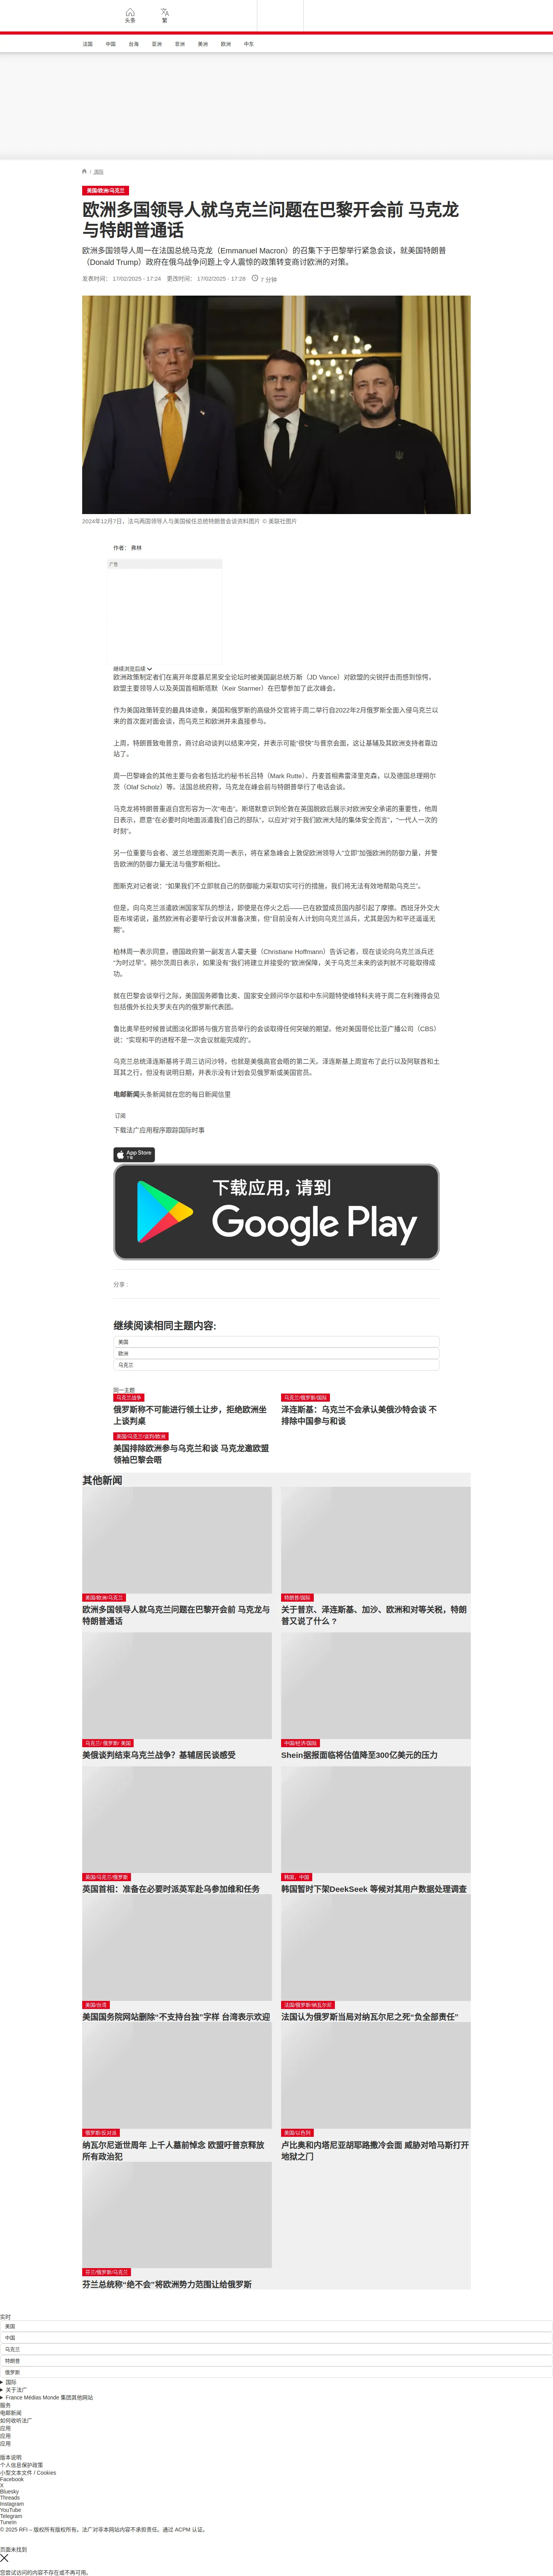 头条
繁
法国 中国 台海 亚洲 非洲 美洲 欧洲 中东
/ 国际
美国/欧洲/乌克兰
欧洲多国领导人就乌克兰问题在巴黎开会前 马克龙
与特朗普通话
欧洲多国领导人周一在法国总统马克龙（Emmanuel Macron）的召集下于巴黎举行紧急会谈，就美国特朗普
（Donald Trump）政府在俄乌战争问题上令人震惊的政策转变商讨欧洲的对策。
发表时间： 17/02/2025 - 17:24 更改时间： 17/02/2025 - 17:28 7 分钟
2024年12月7日，法乌两国领导人与美国候任总统特朗普会谈资料图片 © 美联社图片
作者： 弗林
广告
继续浏览后续
欧洲政策制定者们在离开年度慕尼黑安全论坛时被美国副总统万斯（JD Vance）对欧盟的尖锐抨击而感到惊愕，
欧盟主要领导人以及英国首相斯塔默（Keir Starmer）在巴黎参加了此次峰会。
作为美国政策转变的最具体迹象，美国和俄罗斯的高级外交官将于周二举行自2022年2月俄罗斯全面入侵乌克兰以
来的首次面对面会谈，而乌克兰和欧洲并未直接参与。
上周，特朗普致电普京，商讨启动谈判以结束冲突，并表示可能“很快”与普京会面，这让基辅及其欧洲支持者靠边
站了。
周一巴黎峰会的其他主要与会者包括北约秘书长吕特（Mark Rutte）、丹麦首相弗雷泽里克森，以及德国总理朔尔
茨（Olaf Scholz）等。法国总统府称，马克龙在峰会前与特朗普举行了电话会谈。
马克龙将特朗普重返白宫形容为一次“电击”。斯塔默意识到伦敦在英国脱欧后展示对欧洲安全承诺的重要性，他周
日表示，愿意“在必要时向地面派遣我们自己的部队”，以应对“对于我们欧洲大陆的集体安全而言”，“一代人一次的
时刻”。
另一位重要与会者、波兰总理图斯克周一表示，将在紧急峰会上敦促欧洲领导人“立即”加强欧洲的防御力量，并警
告欧洲的防御力量无法与俄罗斯相比。
图斯克对记者说：“如果我们不立即就自己的防御能力采取切实可行的措施，我们将无法有效地帮助乌克兰”。
但是，向乌克兰派遣欧洲国家军队的想法，即使是在停火之后——已在欧盟成员国内部引起了摩擦。西班牙外交大
臣布埃诺说，虽然欧洲有必要举行会议并准备决策，但“目前没有人计划向乌克兰派兵，尤其是因为和平还遥遥无
期”。
柏林周一表示同意，德国政府第一副发言人霍夫曼（Christiane Hoffmann）告诉记者，现在谈论向乌克兰派兵还
“为时过早”。朔尔茨周日表示，如果没有“我们将建立并接受的”欧洲保障，关于乌克兰未来的谈判就不可能取得成
功。
就在巴黎会谈举行之际，美国国务卿鲁比奥、国家安全顾问华尔兹和中东问题特使维特科夫将于周二在利雅得会见
包括俄外长拉夫罗夫在内的俄罗斯代表团。
鲁比奥早些时候曾试图淡化即将与俄方官员举行的会谈取得任何突破的期望。他对美国哥伦比亚广播公司（CBS）
说：“实现和平的进程不是一次会议就能完成的”。
乌克兰总统泽连斯基将于周三访问沙特，也就是美俄高官会晤的第二天。泽连斯基上周宣布了此行以及阿联酋和土
耳其之行，但没有说明日期，并表示没有计划会见俄罗斯或美国官员。
电邮新闻头条新闻就在您的每日新闻信里
订阅
下载法广应用程序跟踪国际时事
App Store
下载
下载应用，请到
Google Play
分享 :
继续阅读相同主题内容:
美国
欧洲
乌克兰
同一主题
乌克兰战争
俄罗斯称不可能进行领土让步，拒绝欧洲坐
上谈判桌
乌克兰/俄罗斯/国际
泽连斯基：乌克兰不会承认美俄沙特会谈 不
排除中国参与和谈
美国/乌克兰/谈判/欧洲
美国排除欧洲参与乌克兰和谈 马克龙邀欧盟
领袖巴黎会晤
其他新闻
美国/欧洲/乌克兰
欧洲多国领导人就乌克兰问题在巴黎开会前 马克龙与
特朗普通话
特朗普/国际
关于普京、泽连斯基、加沙、欧洲和对等关税，特朗
普又说了什么 ?
乌克兰/ 俄罗斯/ 美国
美俄谈判结束乌克兰战争？基辅居民谈感受
中国/经济/国际
Shein据报面临将估值降至300亿美元的压力
英国/乌克兰/俄罗斯
英国首相：准备在必要时派英军赴乌参加维和任务
韩国，中国
韩国暂时下架DeekSeek 等候对其用户数据处理调查
美国/台湾
美国国务院网站删除“不支持台独”字样 台湾表示欢迎
法国/俄罗斯/纳瓦尔尼
法国认为俄罗斯当局对纳瓦尔尼之死“负全部责任”
俄罗斯/反对派
纳瓦尔尼逝世周年 上千人墓前悼念 欧盟吁普京释放
所有政治犯
美国/以色列
卢比奥和内塔尼亚胡耶路撒冷会面 威胁对哈马斯打开
地狱之门
芬兰/俄罗斯/乌克兰
芬兰总统称“绝不会”将欧洲势力范围让给俄罗斯
实时
美国
中国
乌克兰
特朗普
俄罗斯
国际
关于法广
France Médias Monde 集团其他网站
服务
电邮新闻
如何收听法广
应用
应用
应用
版本说明
个人信息保护政策
小型文本文件 / Cookies
Facebook
X
Bluesky
Threads
Instagram
YouTube
Telegram
TuneIn
© 2025 RFI – 版权所有版权所有。法广对非本网站内容不承担责任。通过 ACPM 认证。
页面未找到
您尝试访问的内容不存在或不再可用。